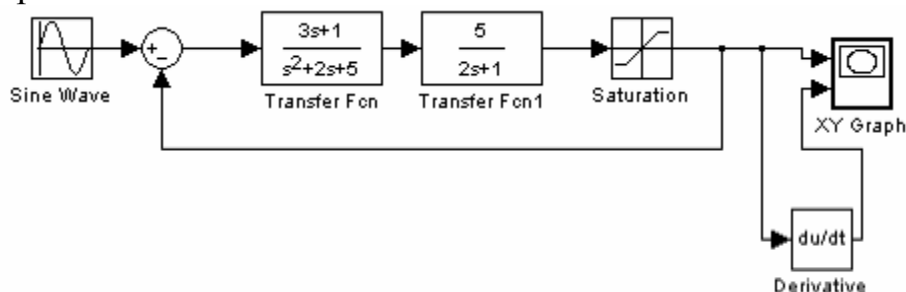 Sine Wave
+
-
3s+1
s2+2s+5
Transfer Fcn
5
2s+1
Transfer Fcn1
Saturation
XY Graph
du/dt
Derivative